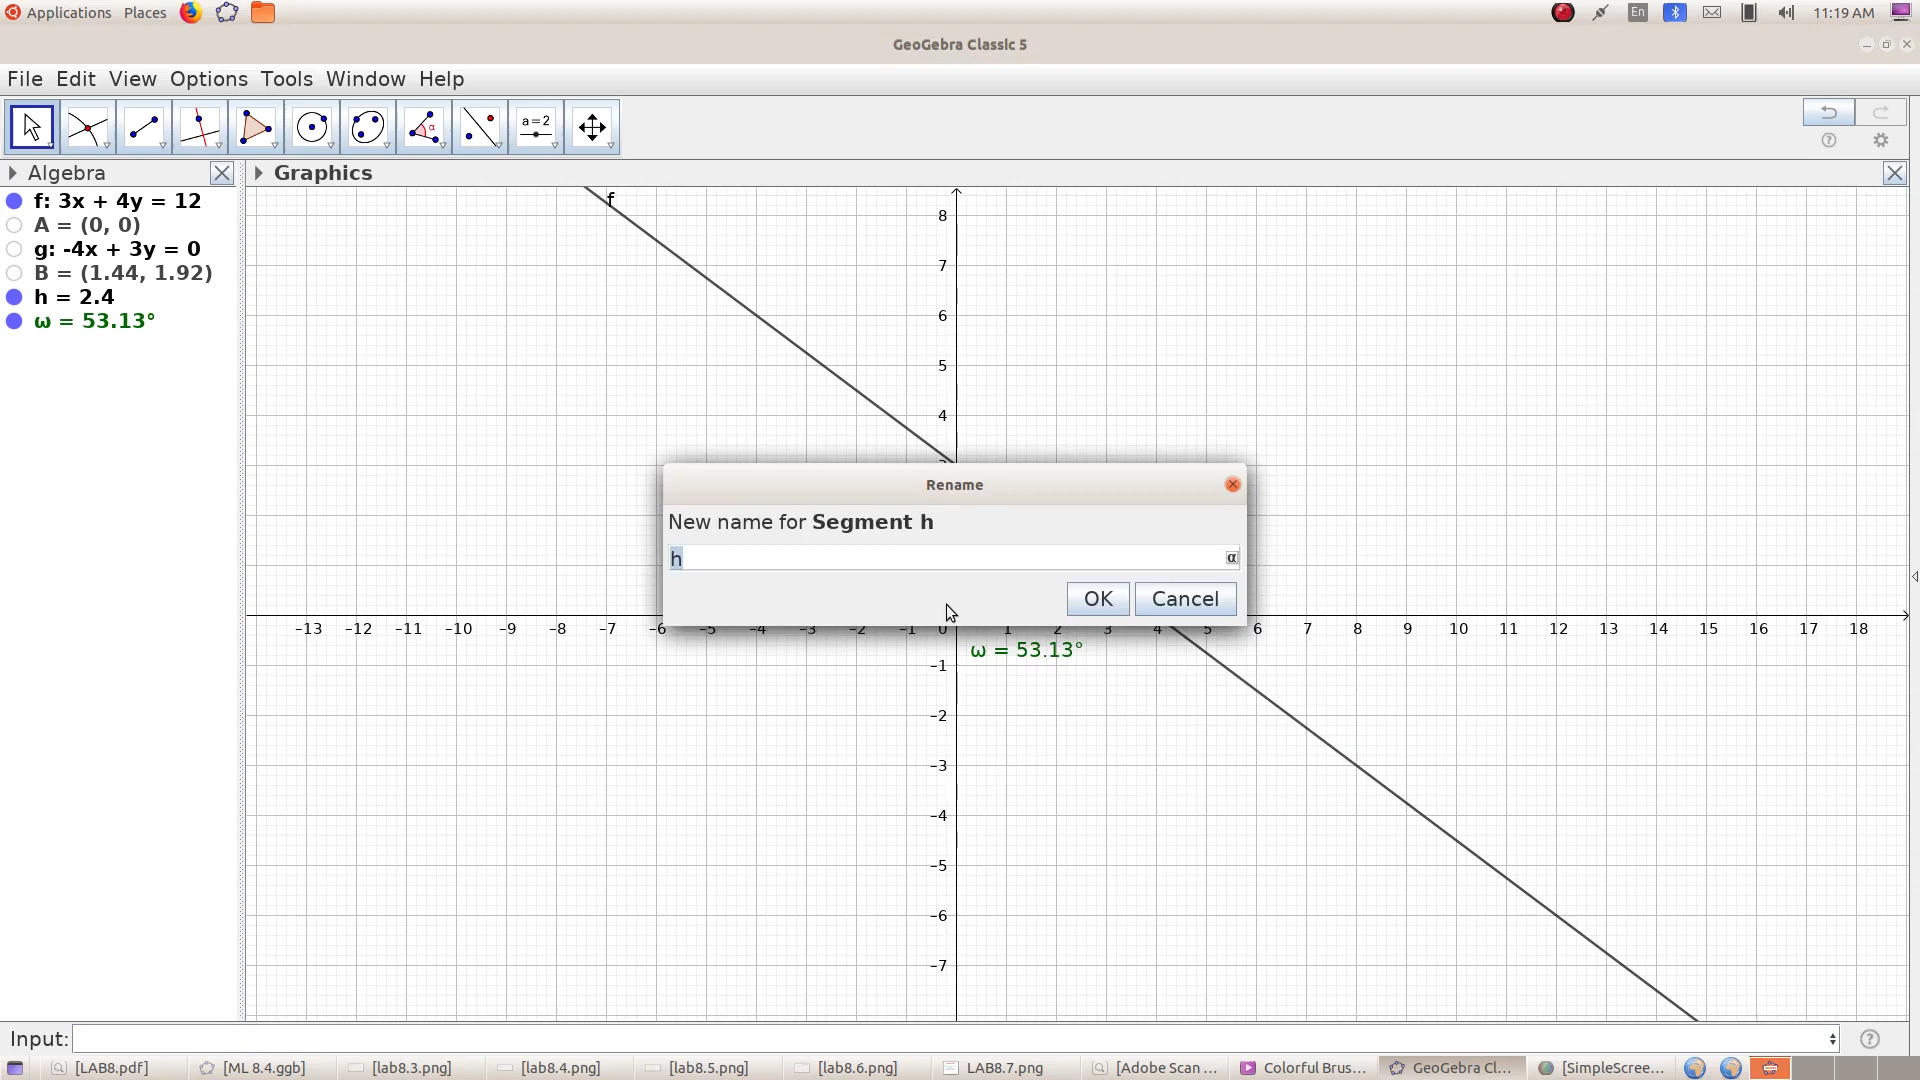 Applications Places
En
11:19 AM
GeoGebra Classic 5
File Edit View Options Tools Window Help
α
a=2
Algebra
Graphics
f: 3x + 4y = 12
A = (0, 0)
g: -4x + 3y = 0
B = (1.44, 1.92)
h = 2.4
ω = 53.13°
f
8
7
6
5
4
Rename
New name for Segment h
h
α
OK Cancel
-13 -12 -11 -10 -9 -8 -7 -6 -5 -4 -3 -2 -1 0 1 2 3 4 5 6 7 8 9 10 11 12 13 14 15 16 17 18
ω = 53.13°
-1
-2
-3
-4
-5
-6
-7
Input:
[LAB8.pdf] [ML 8.4.ggb] [lab8.3.png] [lab8.4.png] [lab8.5.png] [lab8.6.png] LAB8.7.png [Adobe Scan ... Colorful Brus... GeoGebra Cl... [SimpleScree...